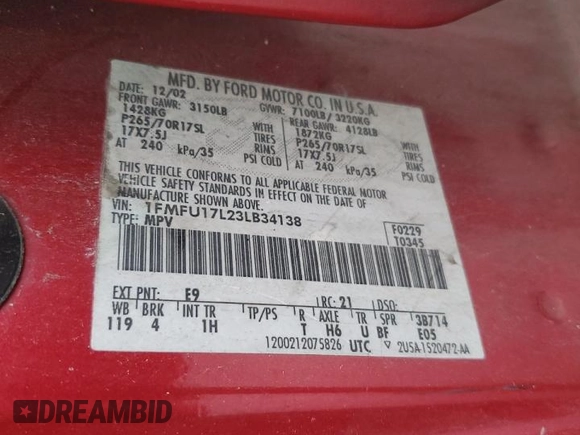 MFD. BY FORD MOTOR CO. IN U.S.A.
DATE: 12/02 GVWR: 7100LB/ 3220KG
FRONT GAWR: 3150LB REAR GAWR: 4128LB
1428KG WITH 1872KG WITH
P265/70R17SL TIRES P265/70R17SL TIRES
17X7.5J RIMS 17X7.5J RIMS
AT 240 kPa/35 PSI COLD AT 240 kPa/35 PSI COLD
THIS VEHICLE CONFORMS TO ALL APPLICABLE FEDERAL MOTOR
VEHICLE SAFETY STANDARDS IN EFFECT ON THE DATE OF
MANUFACTURE SHOWN ABOVE.
VIN: 1FMFU17L23LB34138 F0229
TYPE: MPV T0345
EXT PNT: E9 RC: 21 DSO:
WB BRK INT TR TP/PS R AXLE TR SPR 3B714
119 4 1H T H6 U BF E05
1200212075826 UTC ▽ 2U5A-1520472-AA
DREAMBID